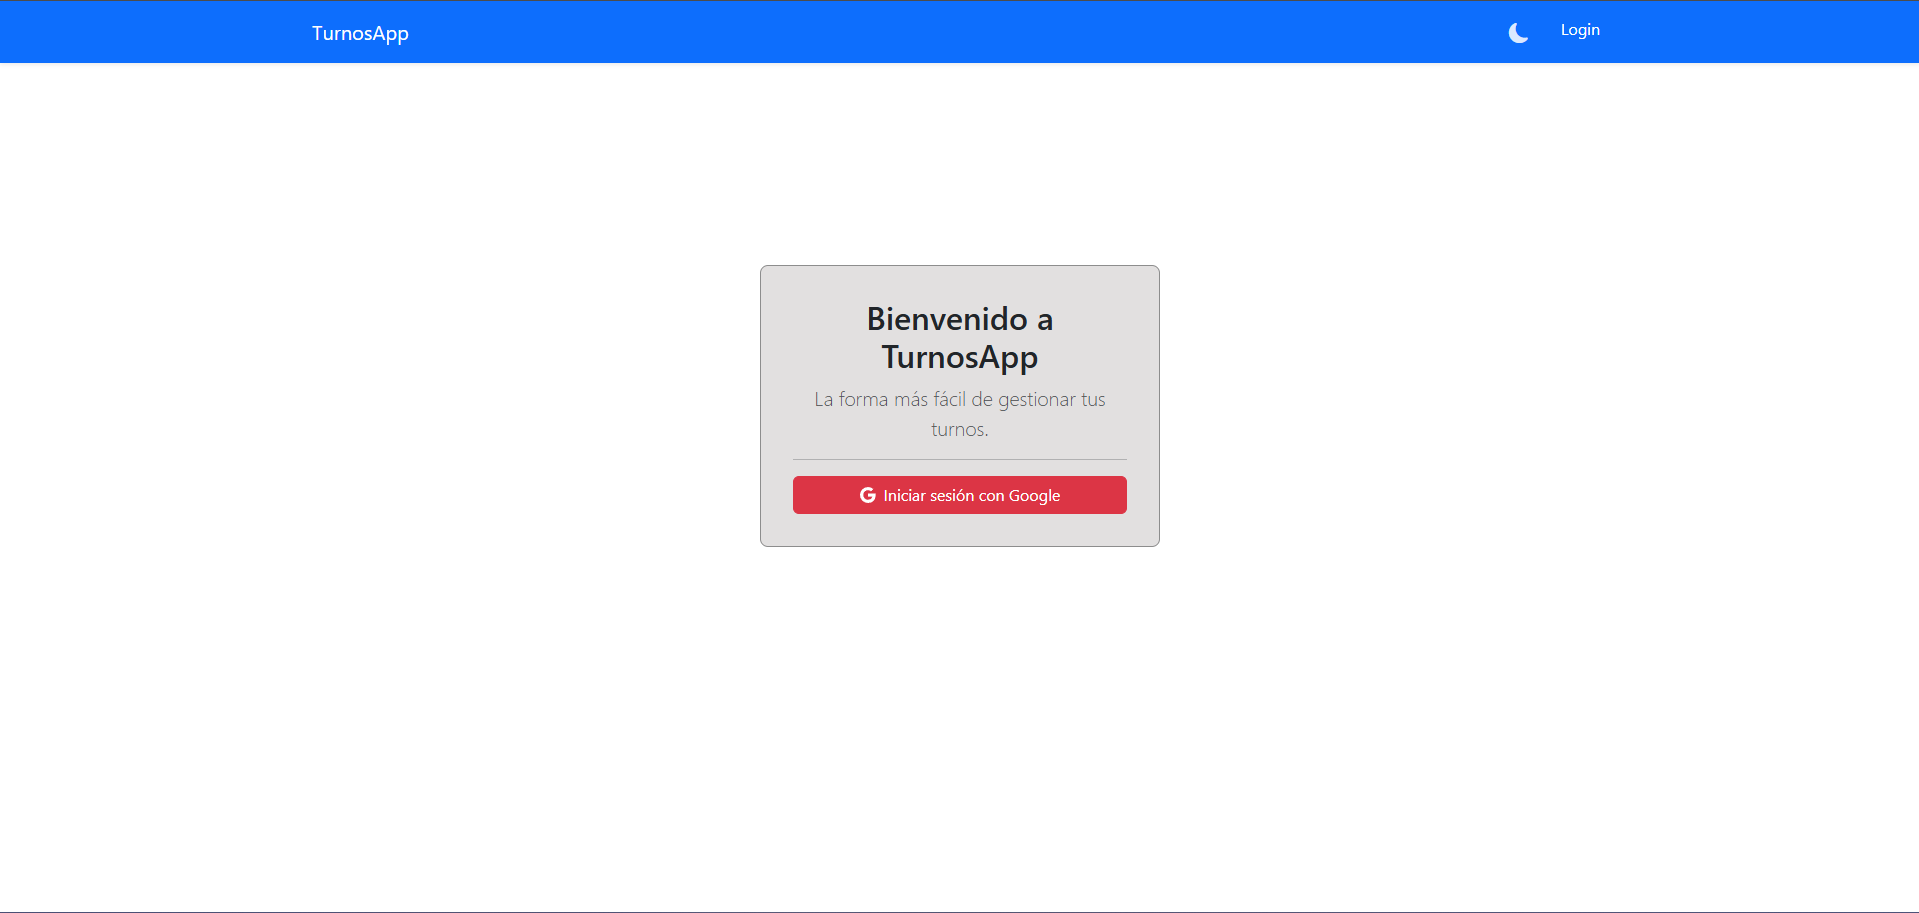 TurnosApp
Login
Bienvenido a
TurnosApp
La forma más fácil de gestionar tus
turnos.
Iniciar sesión con Google